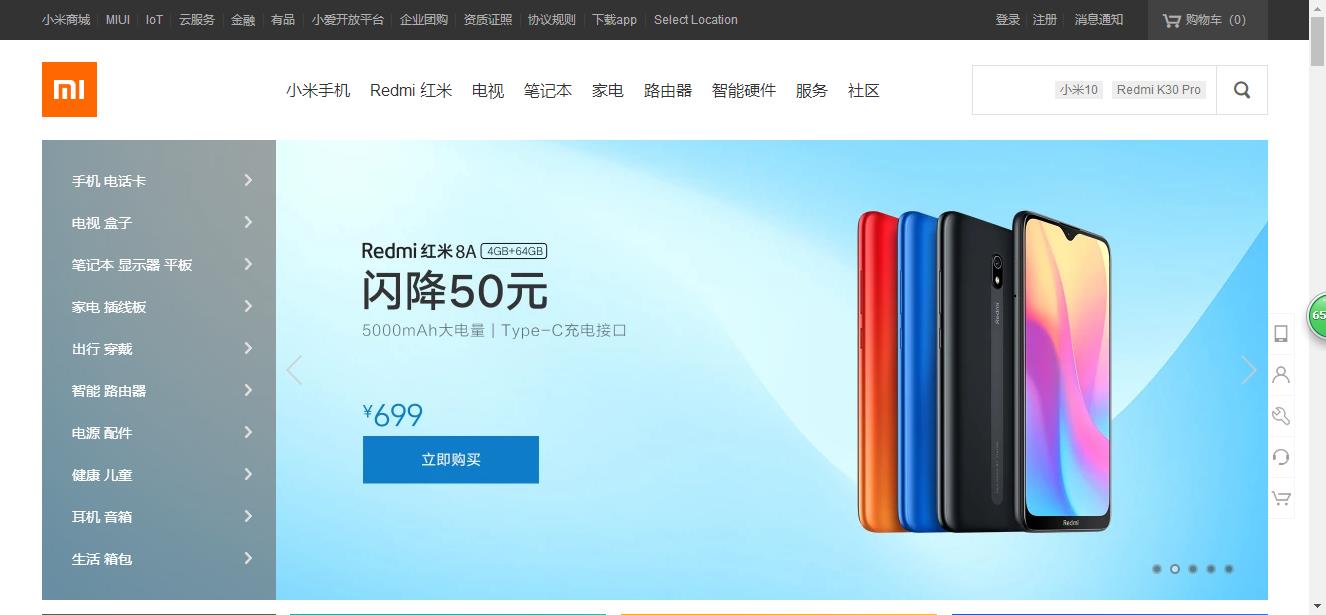 小米商城 MIUI IoT 云服务 金融 有品 小爱开放平台 企业团购 资质证照 协议规则 下载app Select Location 登录 注册 消息通知 购物车（0）
mi 小米手机 Redmi 红米 电视 笔记本 家电 路由器 智能硬件 服务 社区 小米10 Redmi K30 Pro
手机 电话卡
电视 盒子
笔记本 显示器 平板
家电 插线板
出行 穿戴
智能 路由器
电源 配件
健康 儿童
耳机 音箱
生活 箱包
Redmi 红米 8A 4GB+64GB
闪降50元
5000mAh大电量 | Type-C充电接口
¥699
立即购买
Redmi
Redmi
65